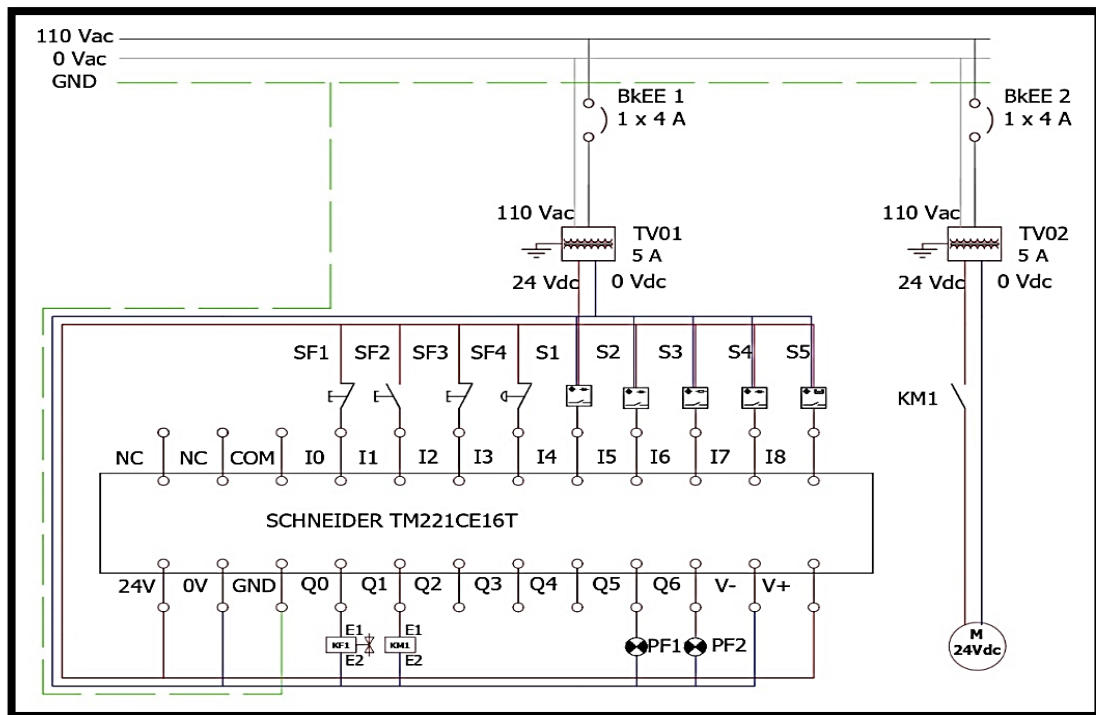 110 Vac
0 Vac
GND
BkEE 1
1 x 4 A
BkEE 2
1 x 4 A
110 Vac
TV01
5 A
24 Vdc
0 Vdc
110 Vac
TV02
5 A
24 Vdc
0 Vdc
SF1 SF2 SF3 SF4 S1 S2 S3 S4 S5
KM1
NC NC COM I0 I1 I2 I3 I4 I5 I6 I7 I8
SCHNEIDER TM221CE16T
24V 0V GND Q0 Q1 Q2 Q3 Q4 Q5 Q6 V- V+
E1 E1
KF1 KM1 PF1 PF2
E2 E2
M
24Vdc